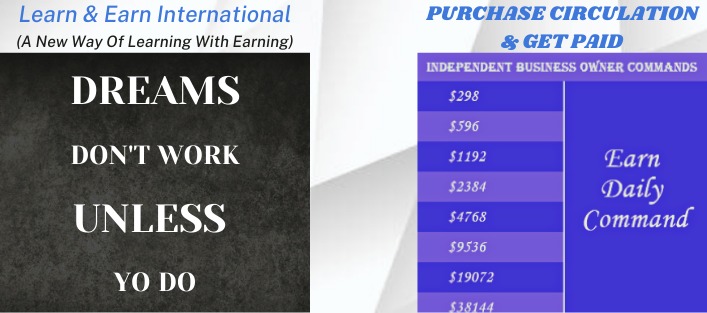 Learn & Earn International
(A New Way Of Learning With Earning)
DREAMS
DON'T WORK
UNLESS
YO DO
PURCHASE CIRCULATION
& GET PAID
INDEPENDENT BUSINESS OWNER COMMANDS
$298
$596
$1192
$2384
$4768
$9536
$19072
$38144
Earn
Daily
Command